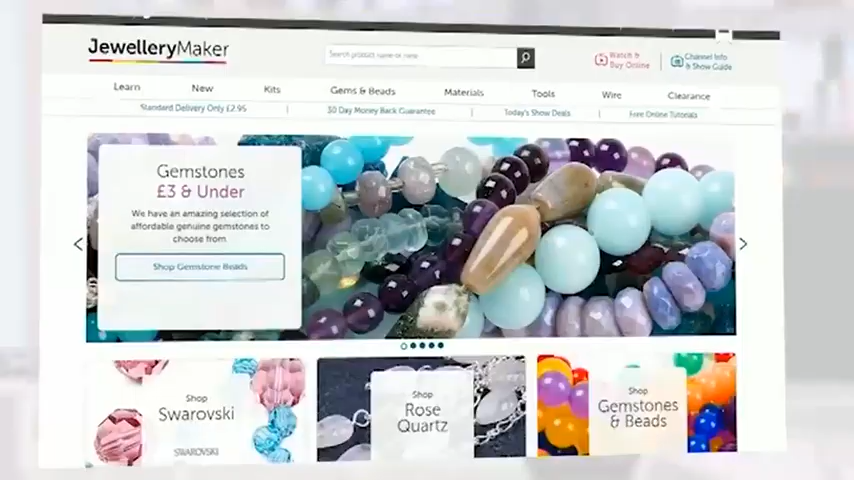 JewelleryMaker
Search product name or now
Watch &
Buy Online
Channel Info
& Show Guide
Learn
New
Kits
Gems & Beads
Materials
Tools
Wire
Clearance
Standard Delivery Only £2.95
30 Day Money Back Guarantee
Today's Show Deals
Free Online Tutorials
Gemstones
£3 & Under
We have an amazing selection of
affordable genuine gemstones to
choose from
Shop Gemstone Beads
Shop
Swarovski
SWAROVSKI
Shop
Rose
Quartz
Shop
Gemstones
& Beads